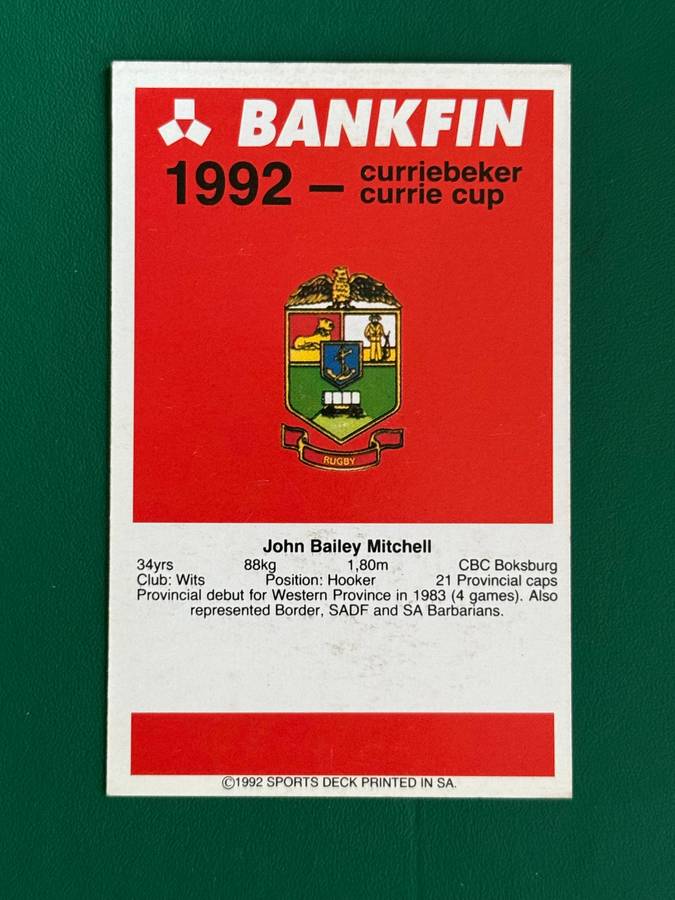 BANKFIN
1992 – curriebeker
currie cup
RUGBY
John Bailey Mitchell
34yrs 88kg 1,80m CBC Boksburg
Club: Wits Position: Hooker 21 Provincial caps
Provincial debut for Western Province in 1983 (4 games). Also
represented Border, SADF and SA Barbarians.
©1992 SPORTS DECK PRINTED IN SA.